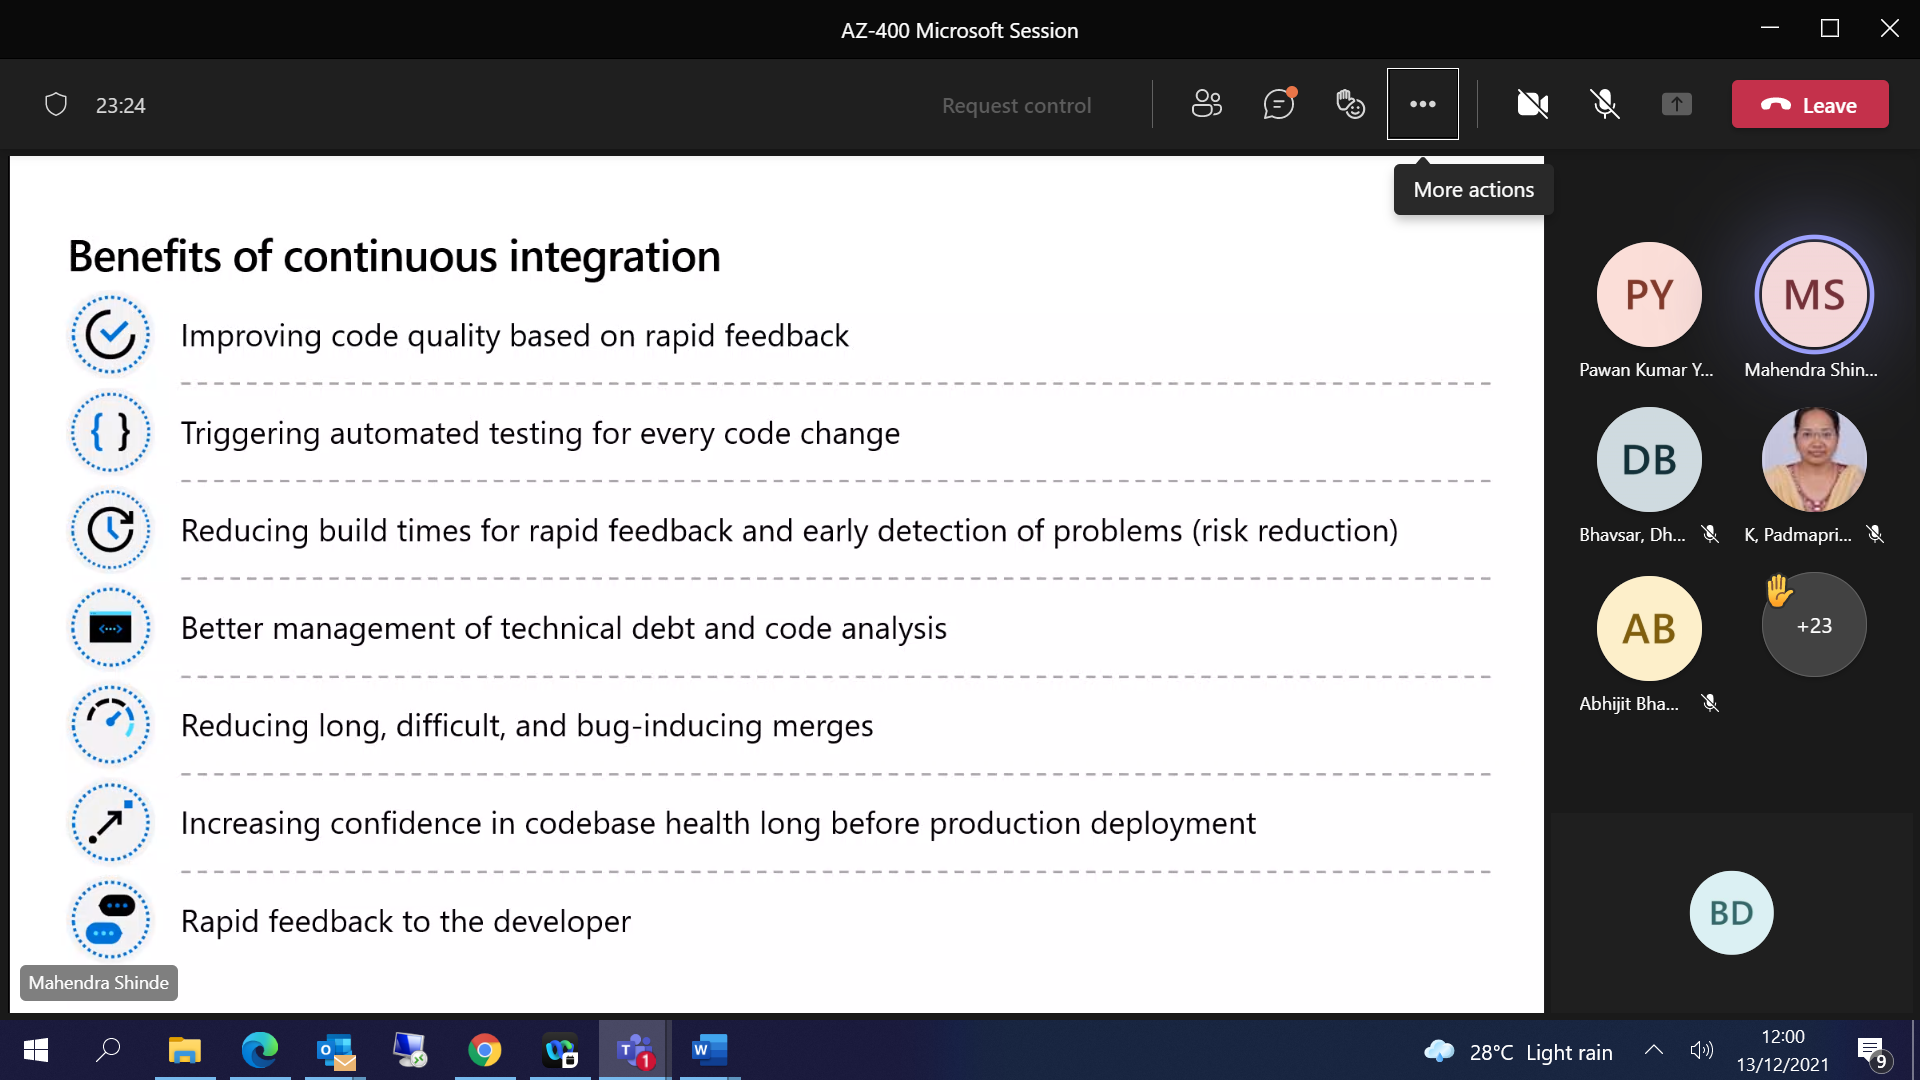 AZ-400 Microsoft Session
23:24
Request control
Leave
More actions
Benefits of continuous integration
Improving code quality based on rapid feedback
{ }
Triggering automated testing for every code change
Reducing build times for rapid feedback and early detection of problems (risk reduction)
Better management of technical debt and code analysis
Reducing long, difficult, and bug-inducing merges
Increasing confidence in codebase health long before production deployment
Rapid feedback to the developer
Mahendra Shinde
PY
Pawan Kumar Y...
MS
Mahendra Shin...
DB
Bhavsar, Dh...
K, Padmapri...
AB
Abhijit Bha...
+23
BD
28°C Light rain
12:00
13/12/2021
9
1